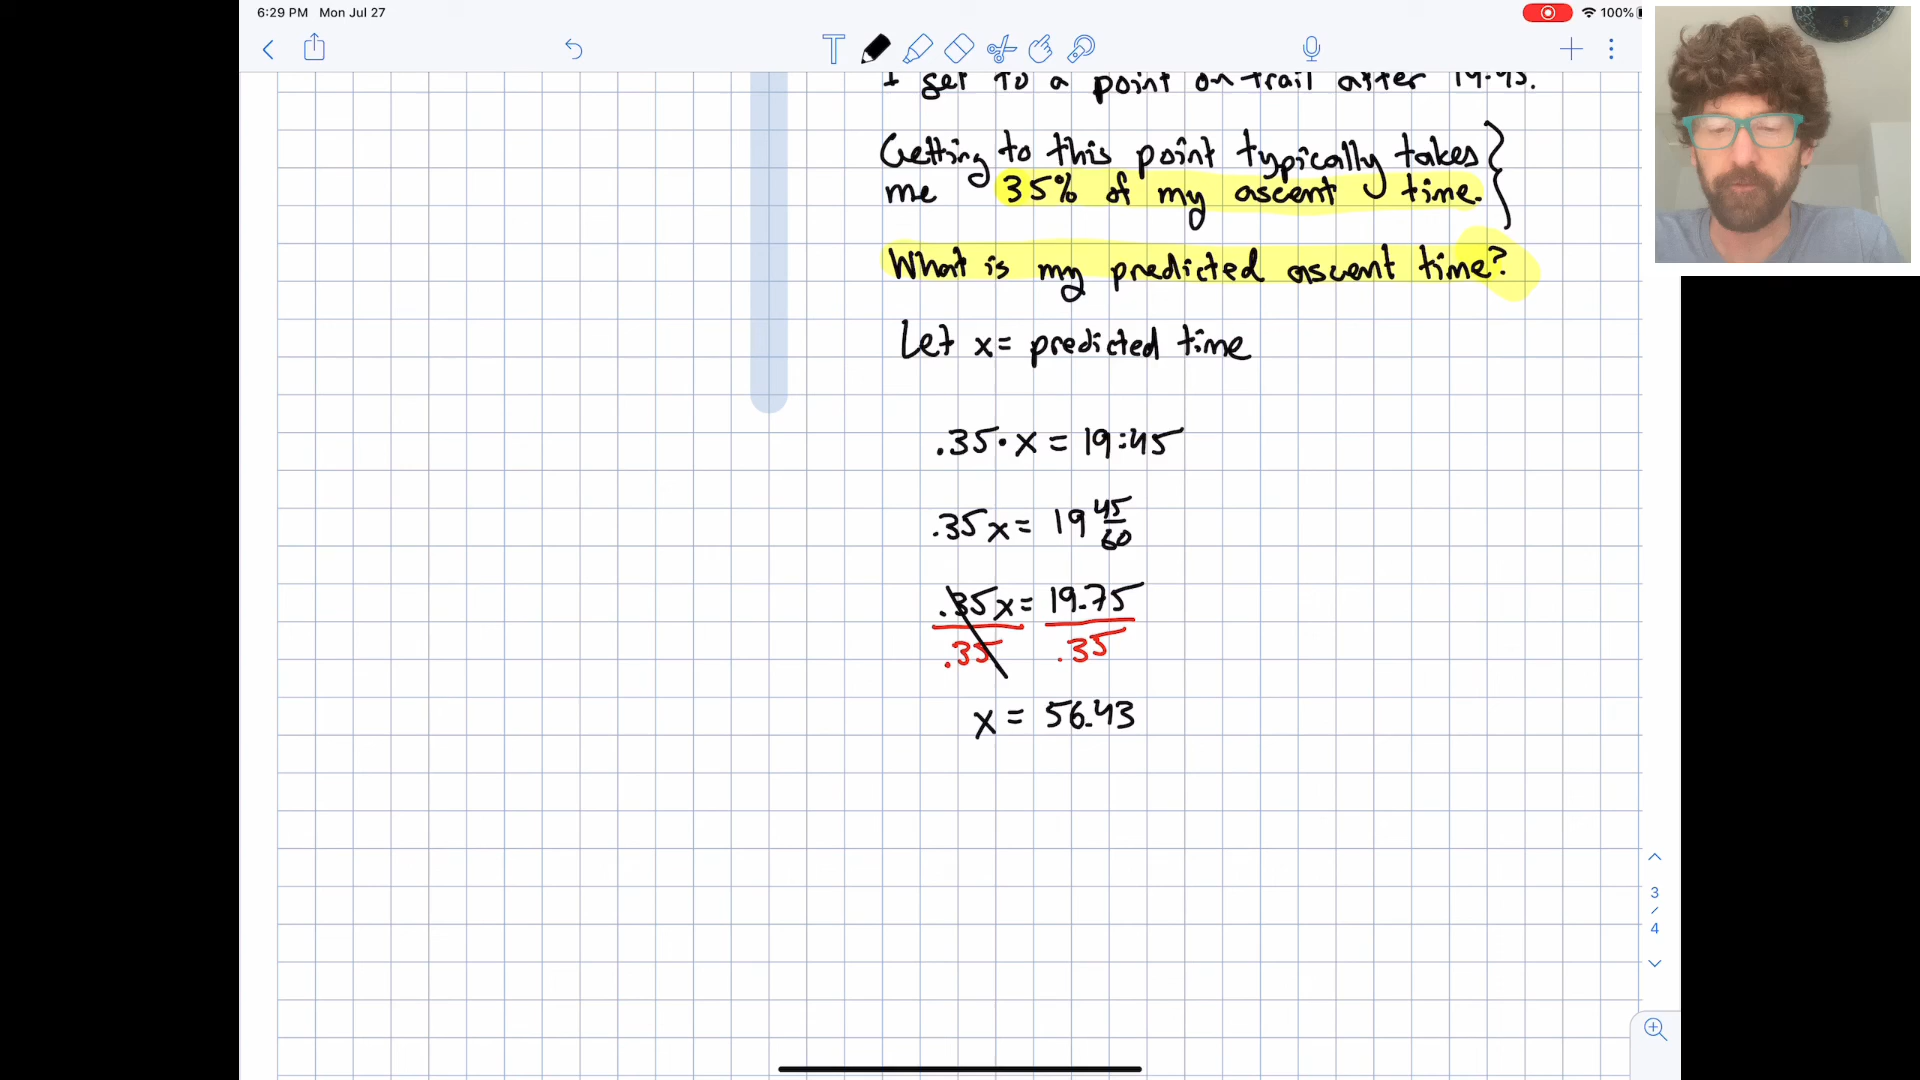 6:29 PM Mon Jul 27
100%
T
I get to a point on trail after 19:45.
Getting to this point typically takes
me 35% of my ascent time.
What is my predicted ascent time?
Let x = predicted time
.35 · x = 19:45
.35x = 19 45/60
.35x = 19.75
.35 .35
x = 56.43
3
/
4